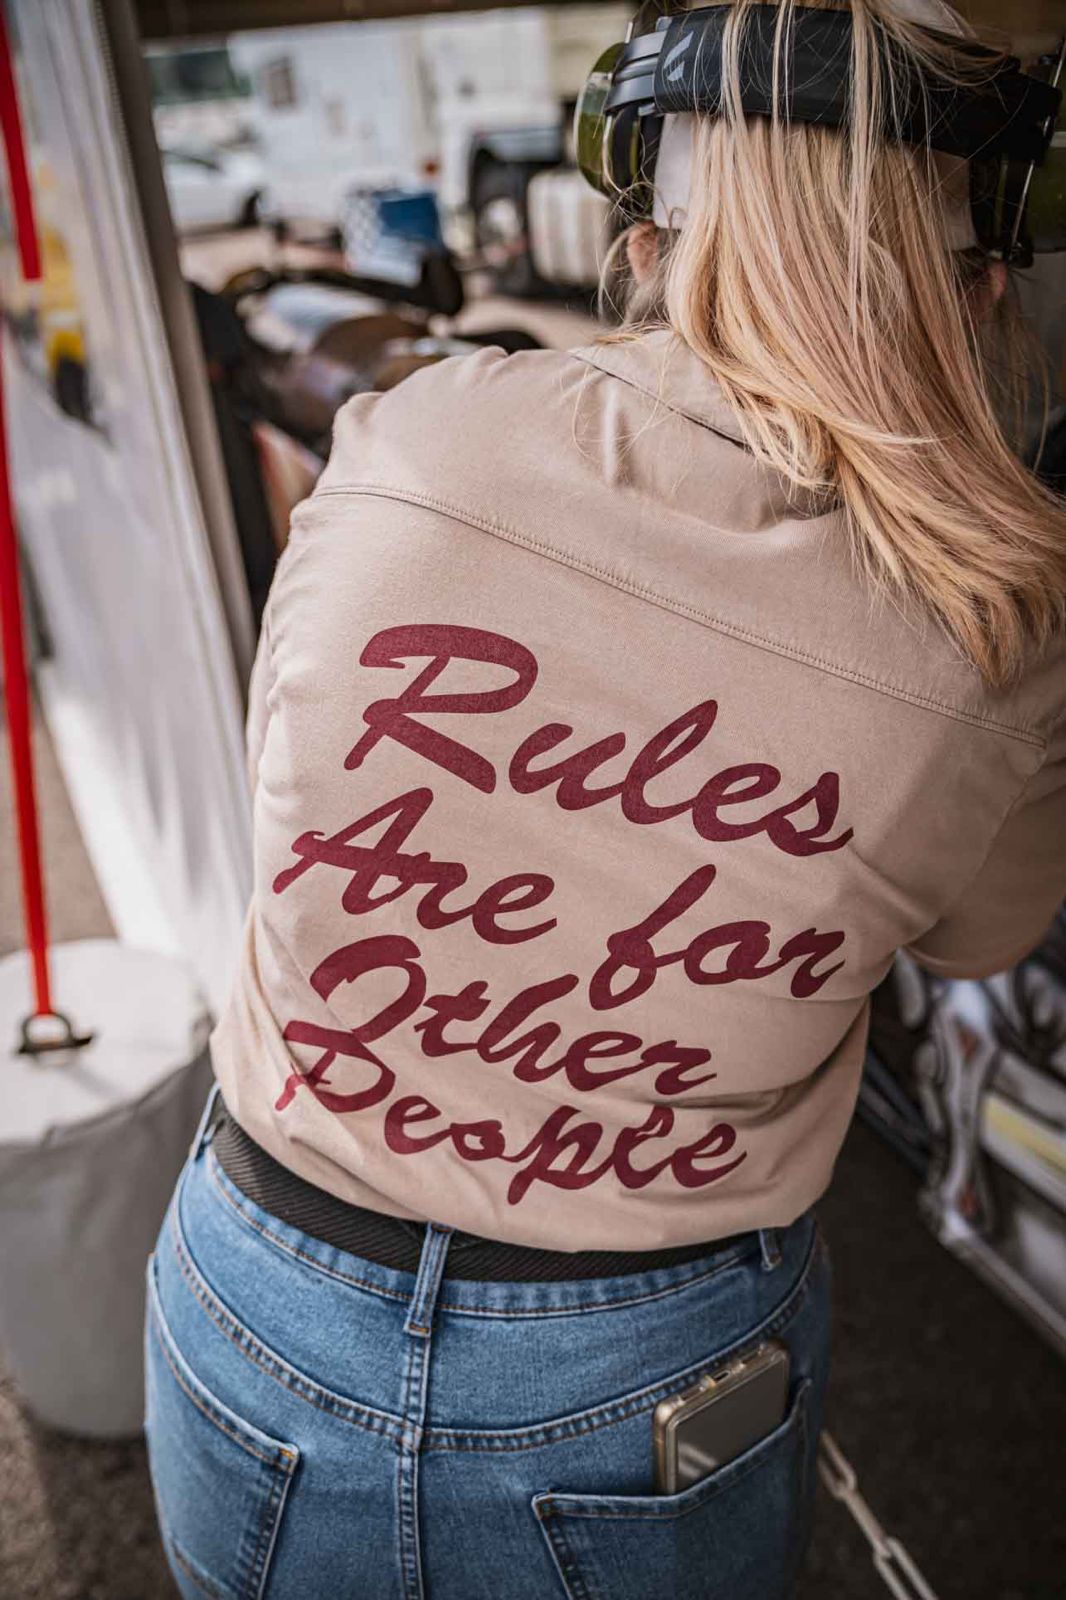 Rules
Are for
Other
People